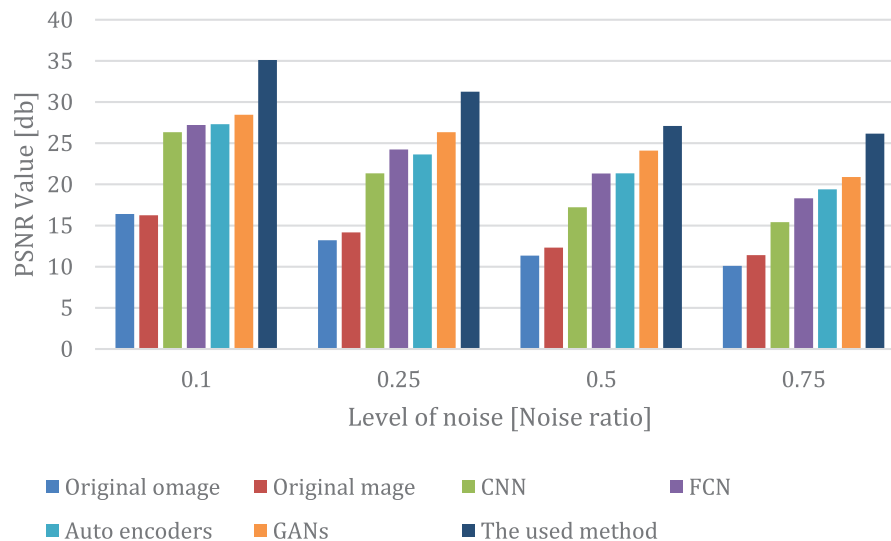 40
35
30
25
20
15
10
5
0
PSNR Value [db]
0.1 0.25 0.5 0.75
Level of noise [Noise ratio]
Original omage Original mage CNN FCN
Auto encoders GANs The used method